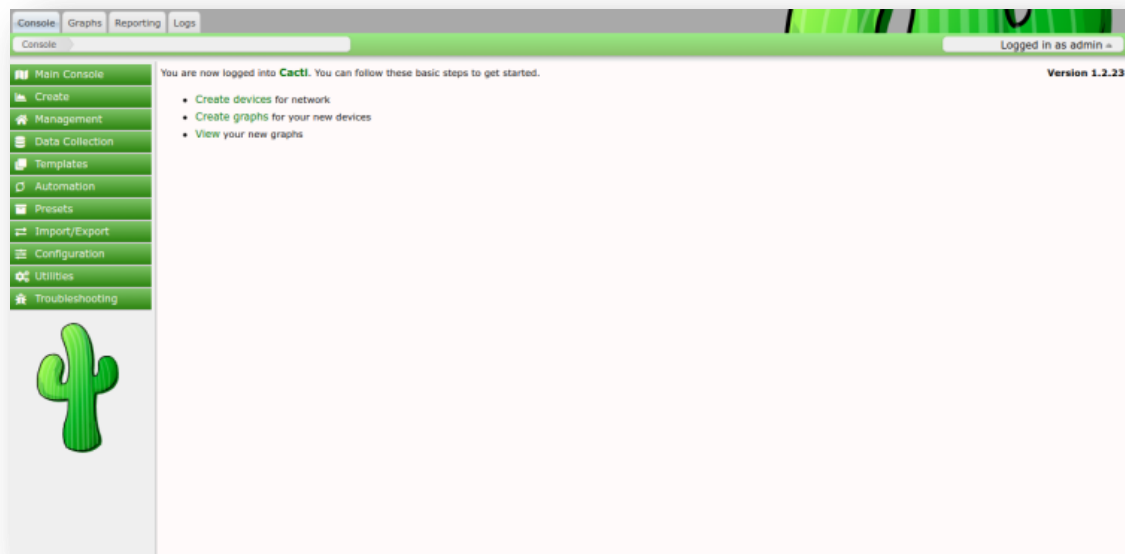 Console Graphs Reporting Logs
Console
Logged in as admin
Main Console
Create
Management
Data Collection
Templates
Automation
Presets
Import/Export
Configuration
Utilities
Troubleshooting
You are now logged into Cacti. You can follow these basic steps to get started.
Version 1.2.23
Create devices for network
Create graphs for your new devices
View your new graphs